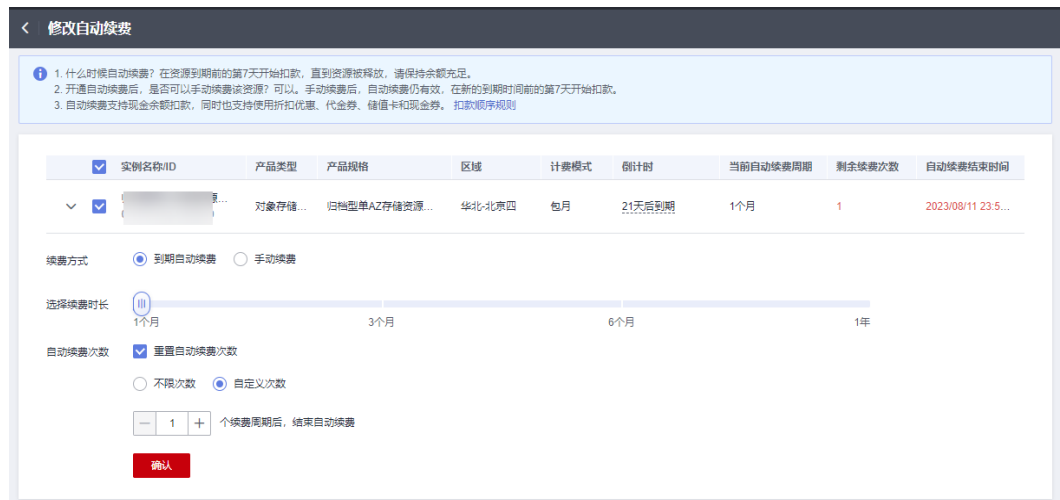 修改自动续费
1. 什么时候自动续费？在资源到期前的第7天开始扣款，直到资源被释放，请保持余额充足。
2. 开通自动续费后，是否可以手动续费该资源？可以。手动续费后，自动续费仍有效，在新的到期时间前的第7天开始扣款。
3. 自动续费支持现金余额扣款，同时也支持使用折扣优惠、代金券、储值卡和现金券。 扣款顺序规则
实例名称/ID 产品类型 产品规格 区域 计费模式 倒计时 当前自动续费周期 剩余续费次数 自动续费结束时间
对象存储... 归档型单AZ存储资源... 华北-北京四 包月 21天后到期 1个月 1 2023/08/11 23:5...
续费方式 到期自动续费 手动续费
选择续费时长
1个月 3个月 6个月 1年
自动续费次数 重置自动续费次数
不限次数 自定义次数
1 个续费周期后，结束自动续费
确认